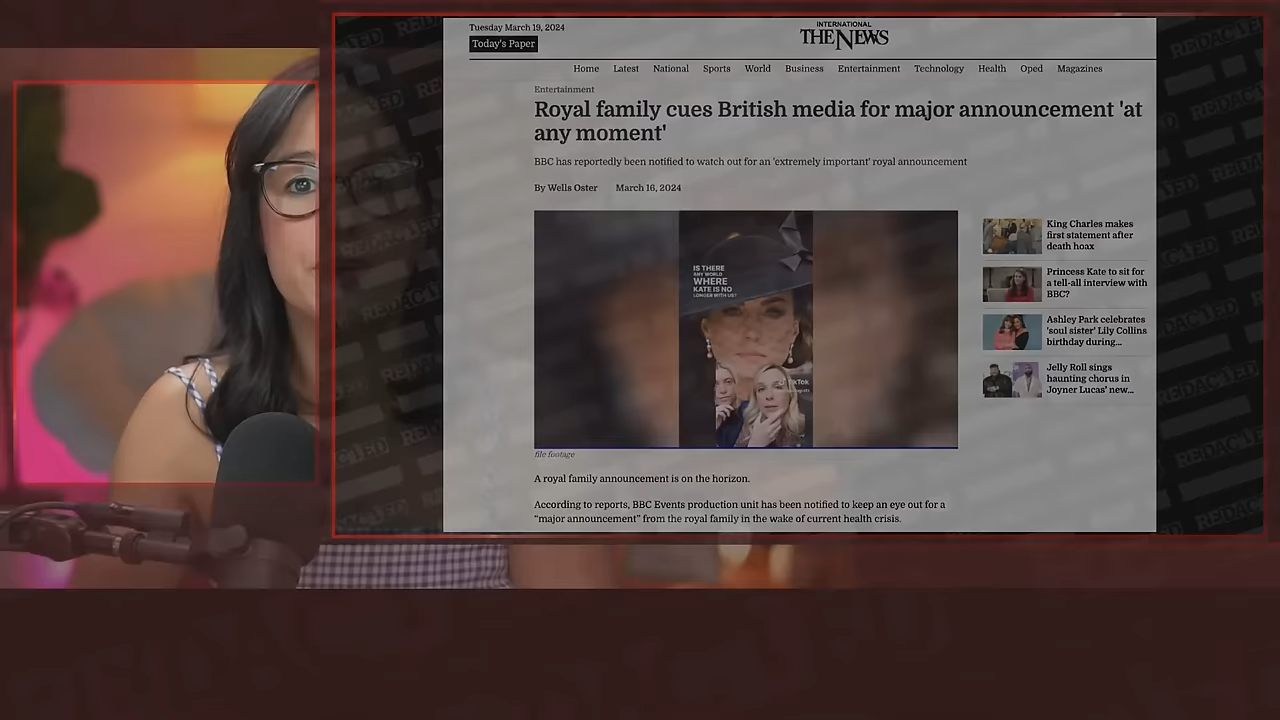 Tuesday March 19, 2024
Today's Paper
INTERNATIONAL
THE NEWS
Home Latest National Sports World Business Entertainment Technology Health Oped Magazines
Entertainment
Royal family cues British media for major announcement 'at
any moment'
BBC has reportedly been notified to watch out for an 'extremely important' royal announcement
By Wells Oster March 16, 2024
IS THERE
ANY WORLD
WHERE
KATE IS NO
LONGER WITH US?
TikTok
file footage
King Charles makes
first statement after
death hoax
Princess Kate to sit for
a tell-all interview with
BBC?
Ashley Park celebrates
'soul sister' Lily Collins
birthday during...
Jelly Roll sings
haunting chorus in
Joyner Lucas' new...
A royal family announcement is on the horizon.
According to reports, BBC Events production unit has been notified to keep an eye out for a
“major announcement” from the royal family in the wake of current health crisis.
REDAC1ED